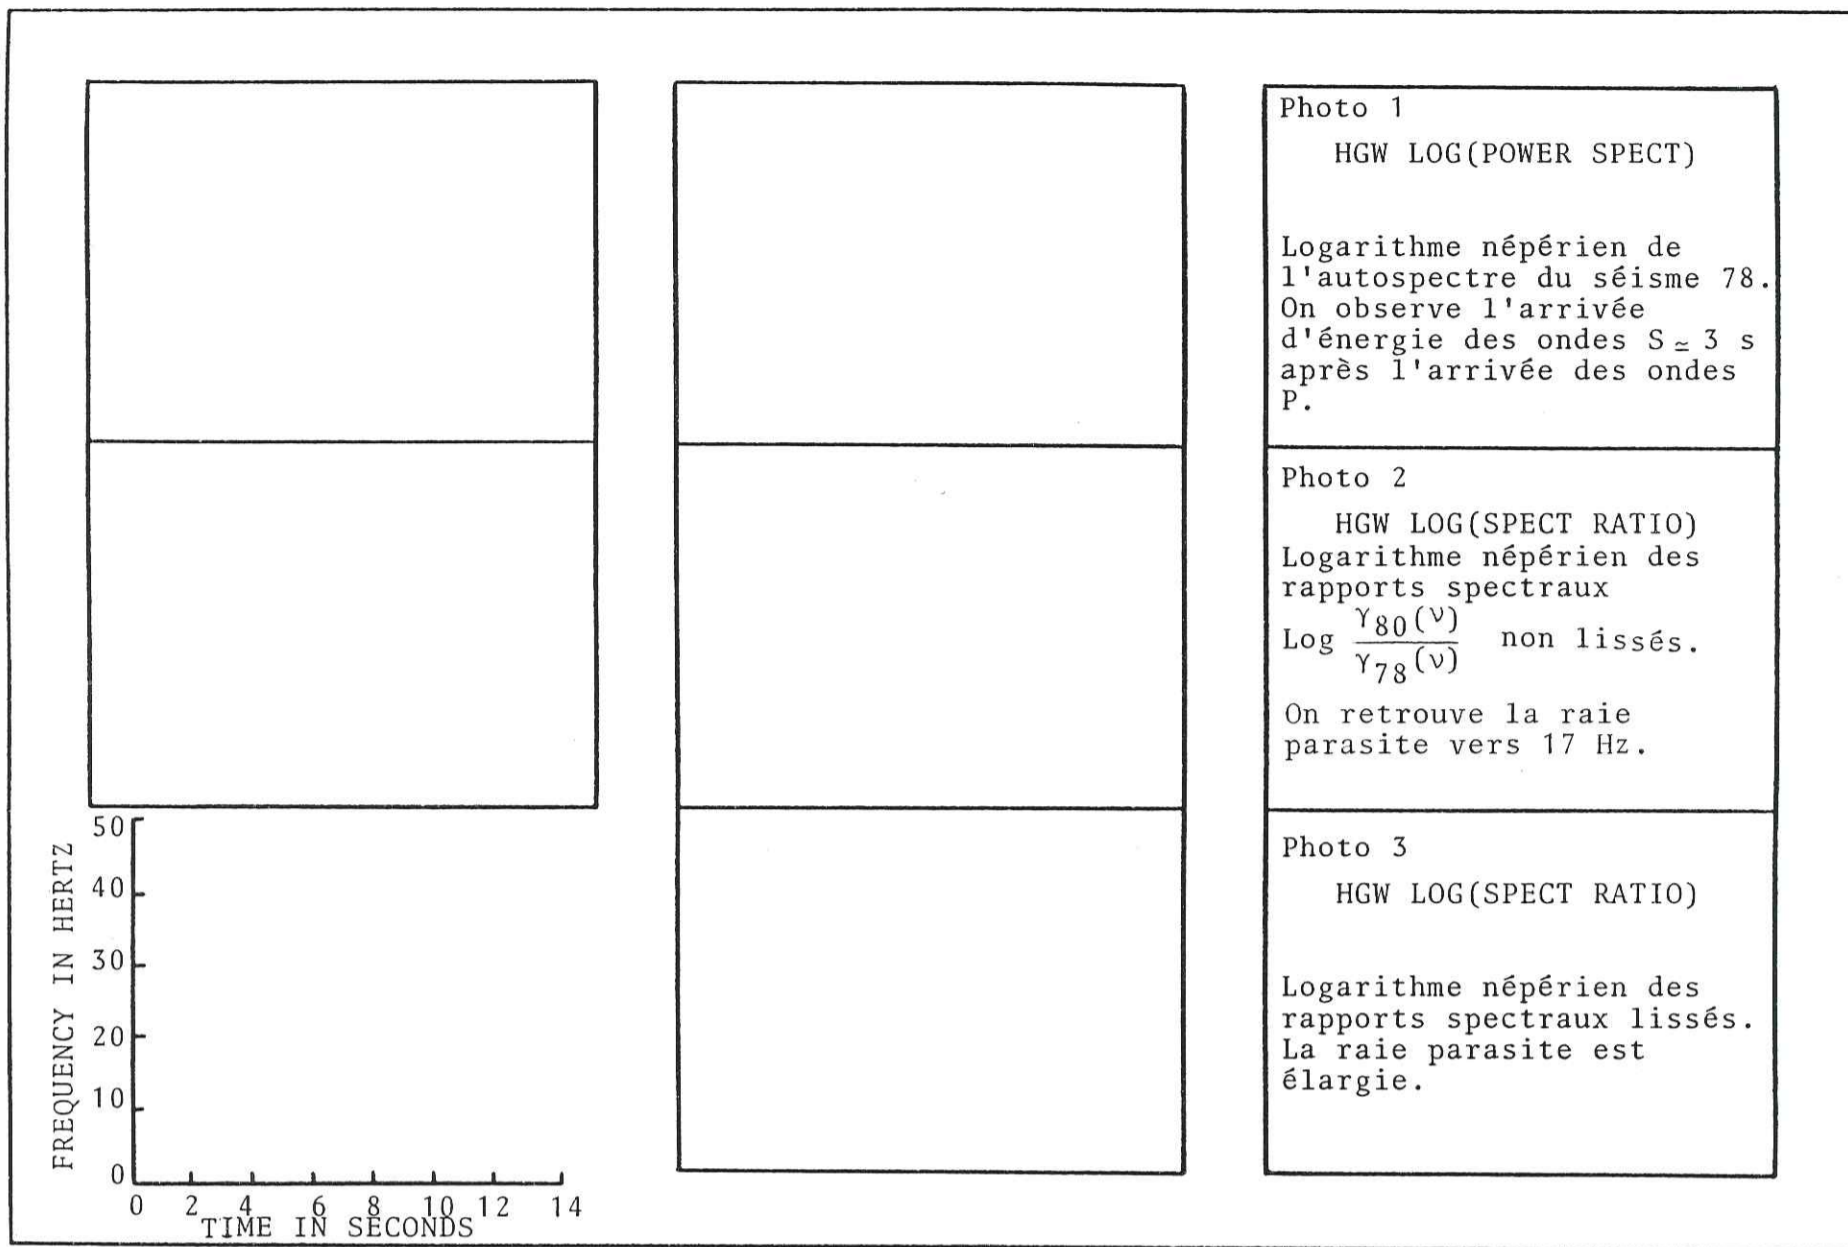 Photo 1
HGW LOG(POWER SPECT)
Logarithme népérien de
l'autospectre du séisme 78.
On observe l'arrivée
d'énergie des ondes S ≃ 3 s
après l'arrivée des ondes
P.
Photo 2
HGW LOG(SPECT RATIO)
Logarithme népérien des
rapports spectraux
Log γ80(ν)/γ78(ν) non lissés.
On retrouve la raie
parasite vers 17 Hz.
Photo 3
HGW LOG(SPECT RATIO)
Logarithme népérien des
rapports spectraux lissés.
La raie parasite est
élargie.
FREQUENCY IN HERTZ
50
40
30
20
10
0
0 2 4 6 8 10 12 14
TIME IN SECONDS